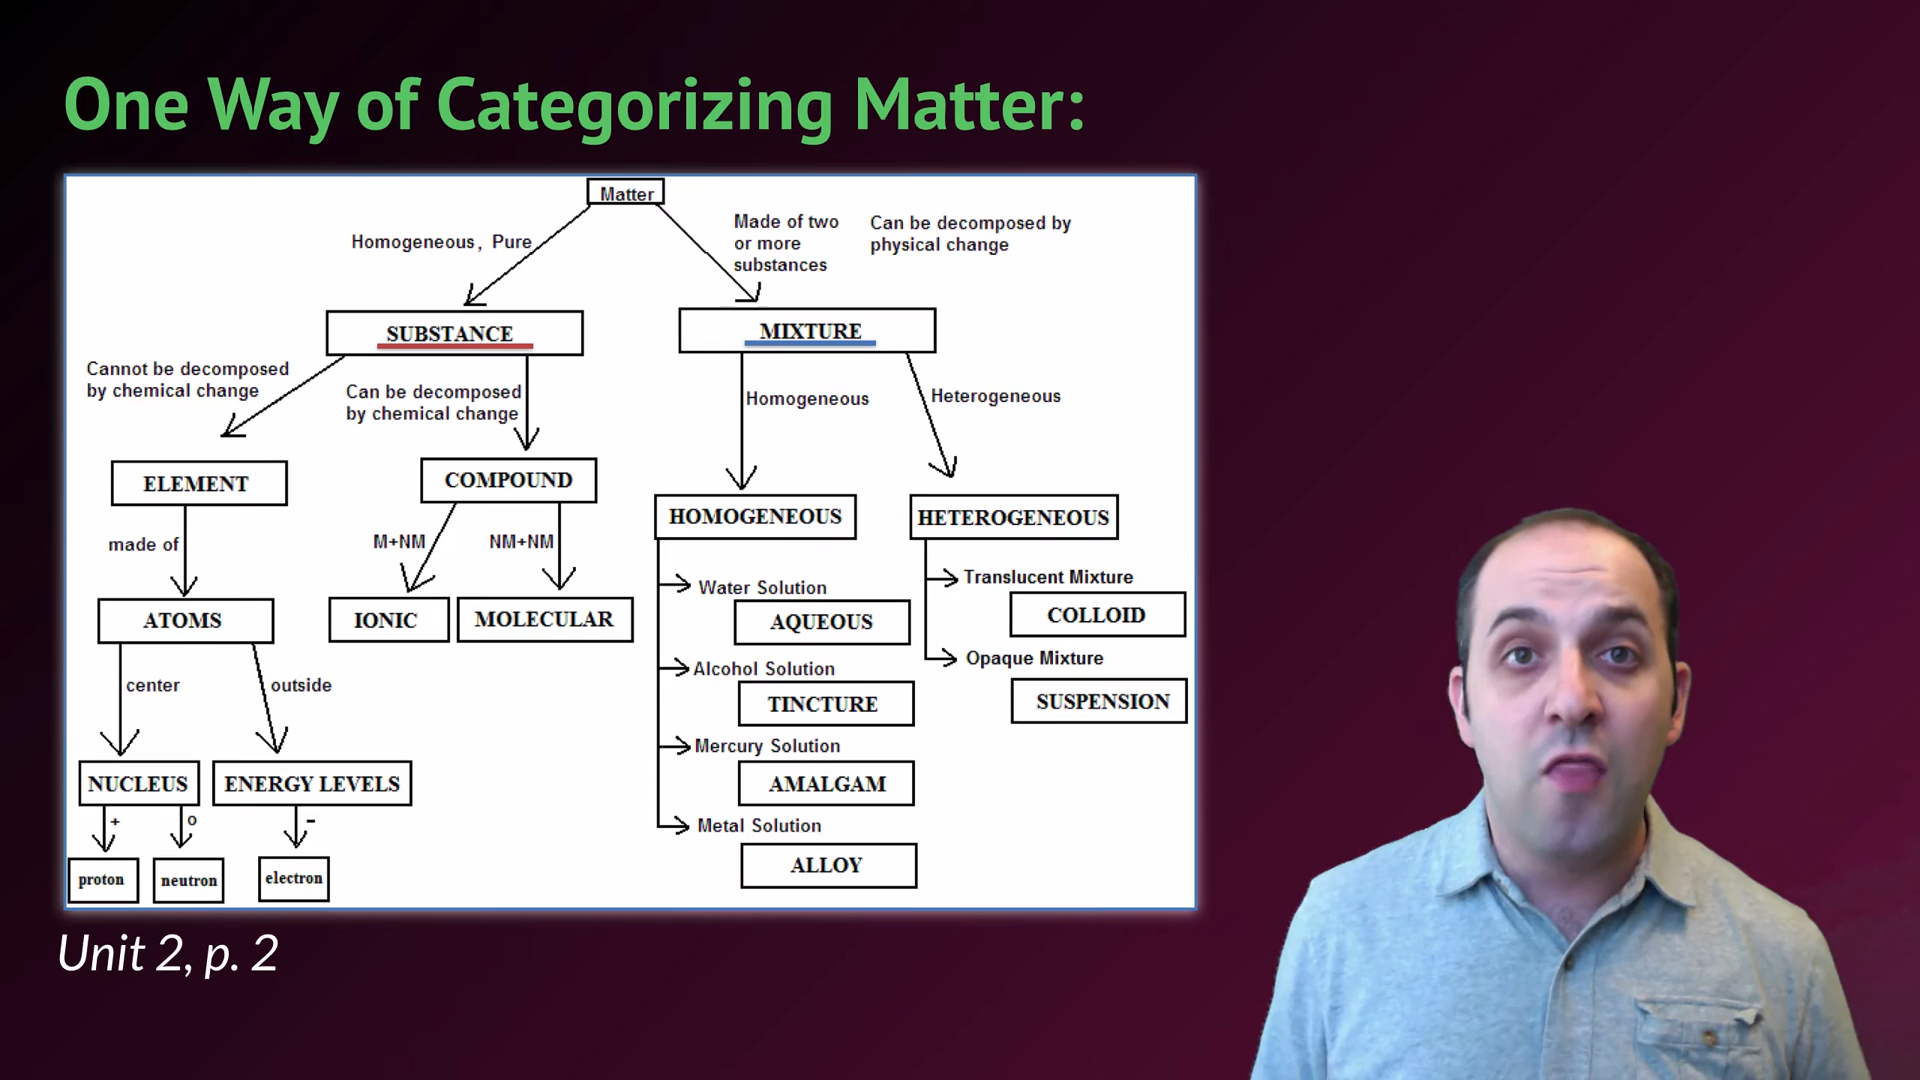 One Way of Categorizing Matter:
Matter
Homogeneous, Pure
Made of two
or more
substances
Can be decomposed by
physical change
SUBSTANCE
MIXTURE
Cannot be decomposed
by chemical change
Can be decomposed
by chemical change
Homogeneous
Heterogeneous
ELEMENT
COMPOUND
HOMOGENEOUS
HETEROGENEOUS
made of
M+NM
NM+NM
ATOMS
IONIC
MOLECULAR
Water Solution
AQUEOUS
Alcohol Solution
TINCTURE
Mercury Solution
AMALGAM
Metal Solution
ALLOY
Translucent Mixture
COLLOID
Opaque Mixture
SUSPENSION
center
outside
NUCLEUS
ENERGY LEVELS
+
o
-
proton
neutron
electron
Unit 2, p. 2